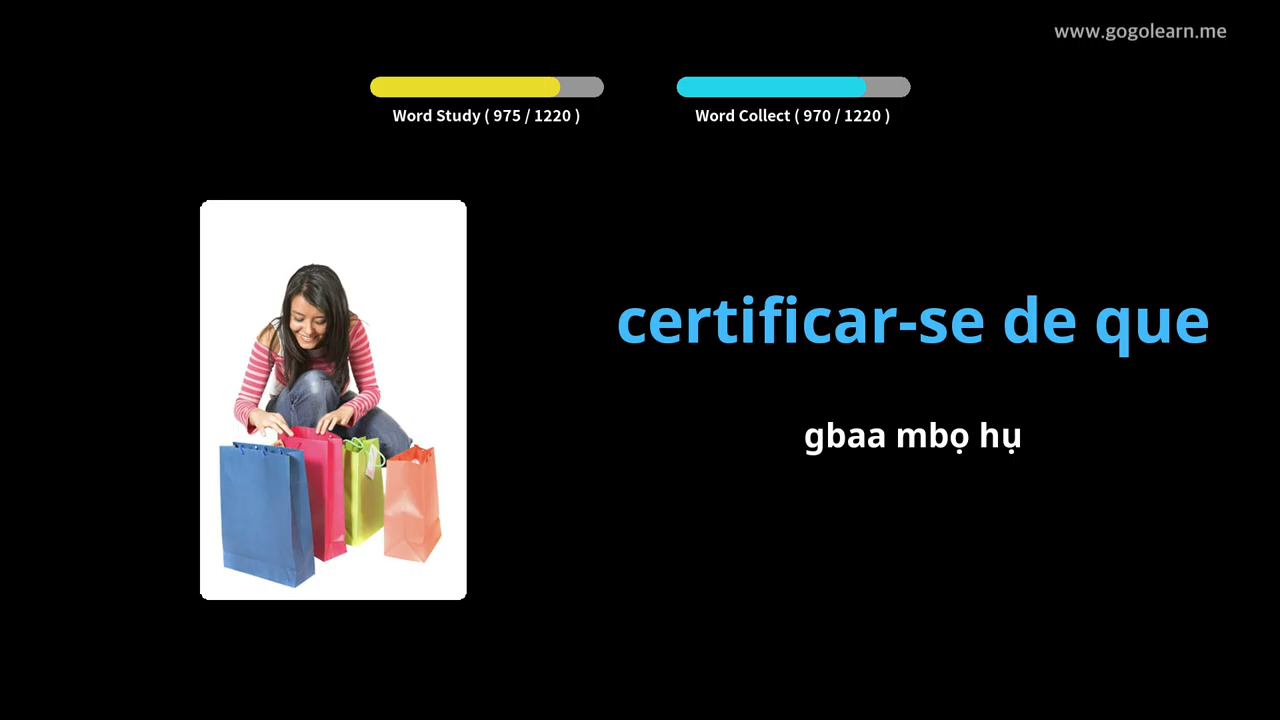 www.gogolearn.me
Word Study ( 975 / 1220 )
Word Collect ( 970 / 1220 )
certificar-se de que
gbaa mbọ hụ